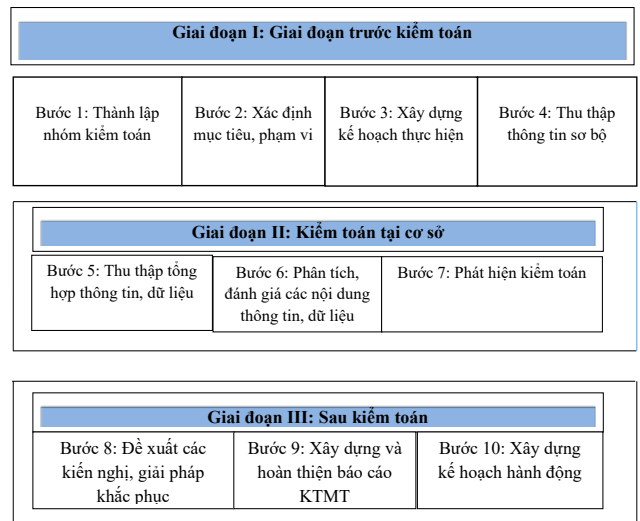 Giai đoạn I: Giai đoạn trước kiểm toán
Bước 1: Thành lập
nhóm kiểm toán
Bước 2: Xác định
mục tiêu, phạm vi
Bước 3: Xây dựng
kế hoạch thực hiện
Bước 4: Thu thập
thông tin sơ bộ
Giai đoạn II: Kiểm toán tại cơ sở
Bước 5: Thu thập tổng
hợp thông tin, dữ liệu
Bước 6: Phân tích,
đánh giá các nội dung
thông tin, dữ liệu
Bước 7: Phát hiện kiểm toán
Giai đoạn III: Sau kiểm toán
Bước 8: Đề xuất các
kiến nghị, giải pháp
khắc phục
Bước 9: Xây dựng và
hoàn thiện báo cáo
KTMT
Bước 10: Xây dựng
kế hoạch hành động